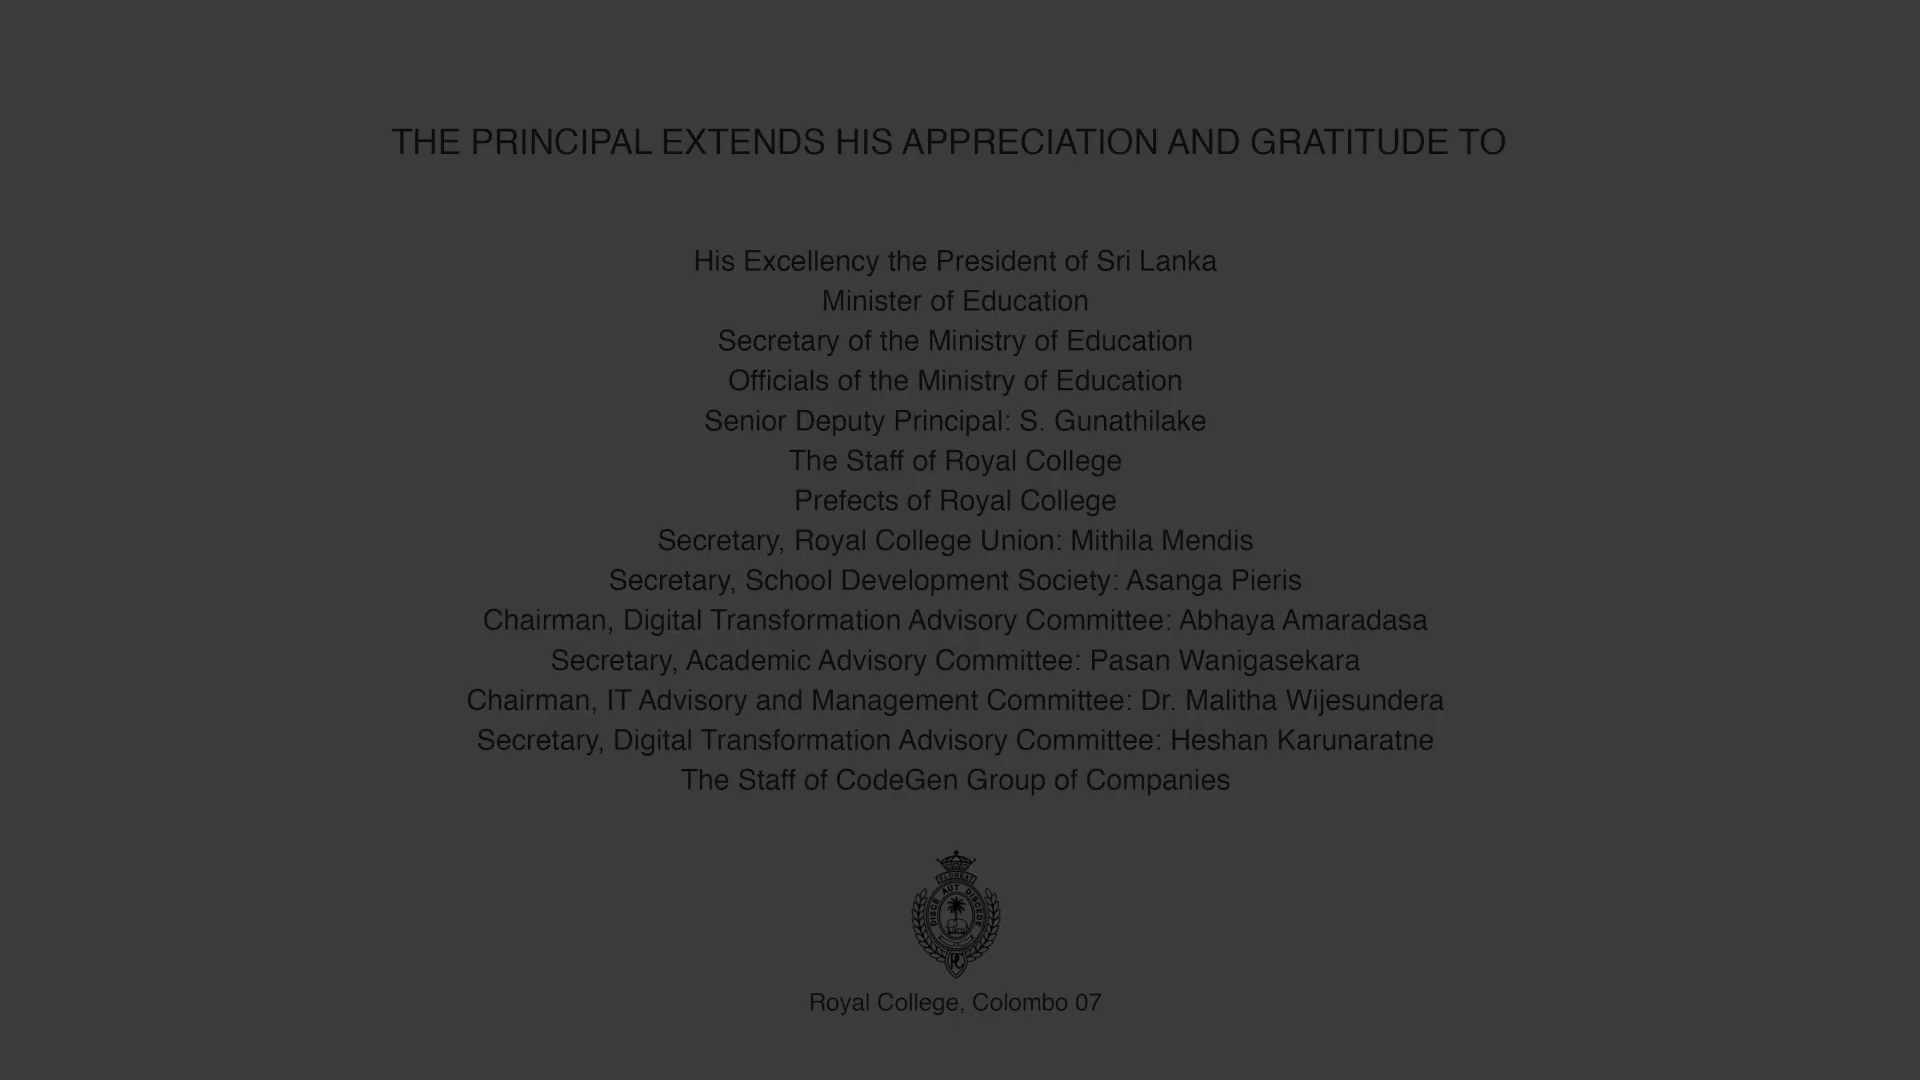 THE PRINCIPAL EXTENDS HIS APPRECIATION AND GRATITUDE TO
His Excellency the President of Sri Lanka
Minister of Education
Secretary of the Ministry of Education
Officials of the Ministry of Education
Senior Deputy Principal: S. Gunathilake
The Staff of Royal College
Prefects of Royal College
Secretary, Royal College Union: Mithila Mendis
Secretary, School Development Society: Asanga Pieris
Chairman, Digital Transformation Advisory Committee: Abhaya Amaradasa
Secretary, Academic Advisory Committee: Pasan Wanigasekara
Chairman, IT Advisory and Management Committee: Dr. Malitha Wijesundera
Secretary, Digital Transformation Advisory Committee: Heshan Karunaratne
The Staff of CodeGen Group of Companies
FLOREAT
DISCE AUT DISCEDE
RC
Royal College, Colombo 07